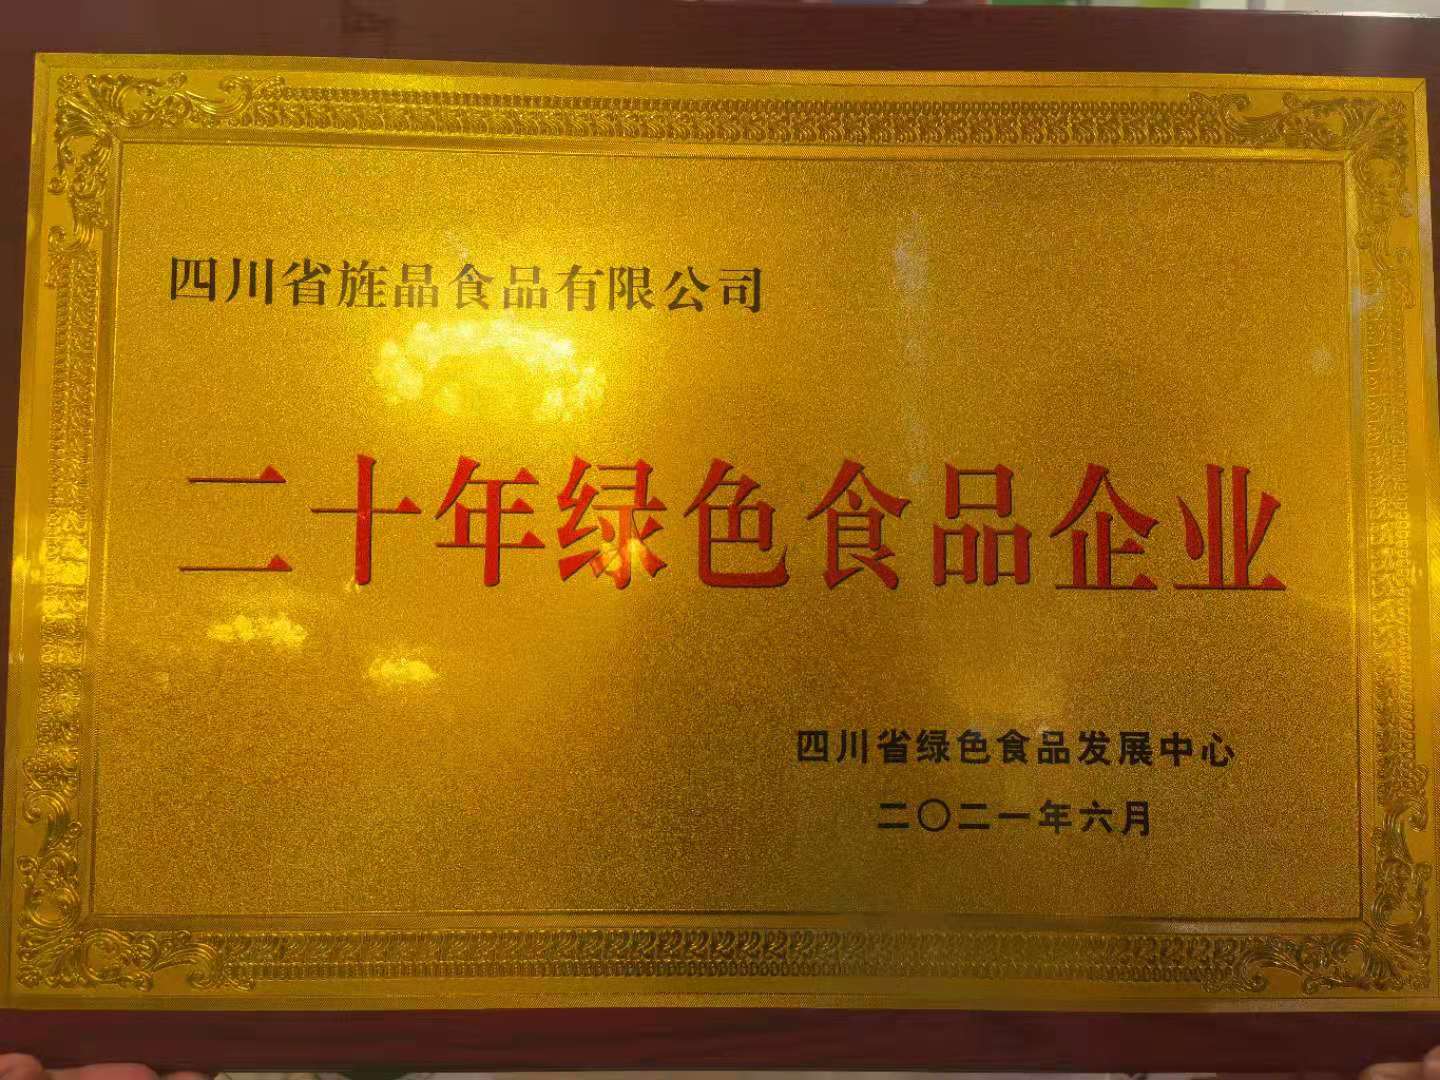 四川省旌晶食品有限公司
二十年绿色食品企业
四川省绿色食品发展中心
二〇二一年六月